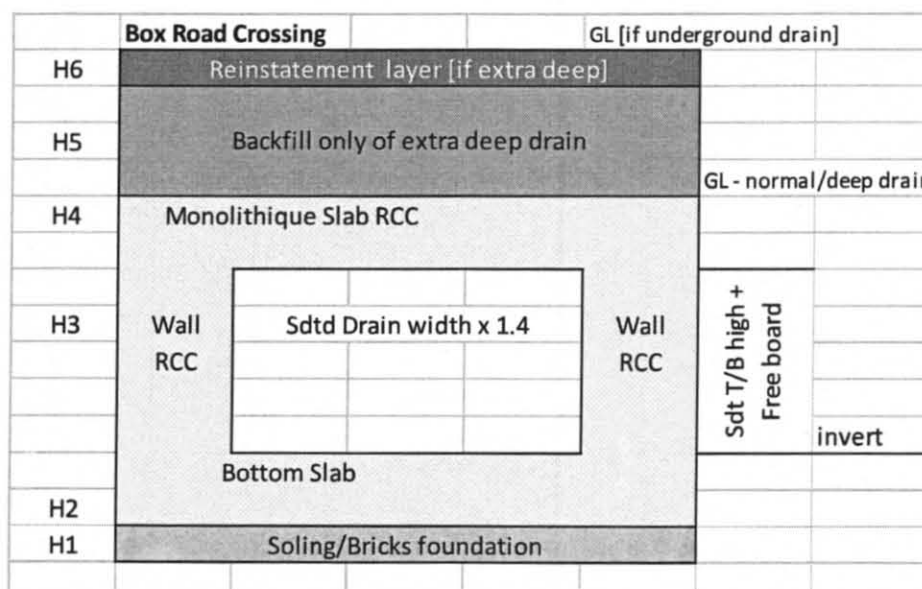 Box Road Crossing GL [if underground drain]
H6 Reinstatement layer [if extra deep]
H5 Backfill only of extra deep drain
GL - normal/deep drain
H4 Monolithique Slab RCC
H3 Wall RCC Sdtd Drain width x 1.4 Wall RCC Sdt T/B high + Free board
invert
Bottom Slab
H2
H1 Soling/Bricks foundation